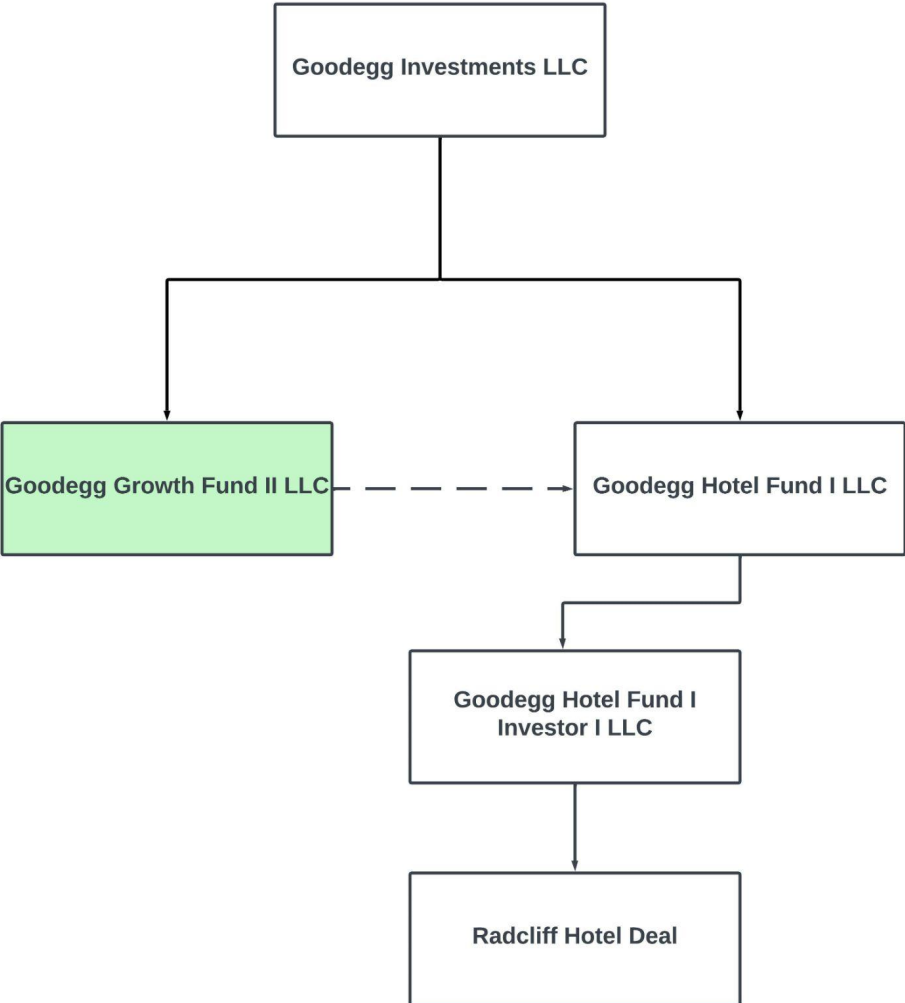 Goodegg Investments LLC
Goodegg Growth Fund II LLC
Goodegg Hotel Fund I LLC
Goodegg Hotel Fund I
Investor I LLC
Radcliff Hotel Deal